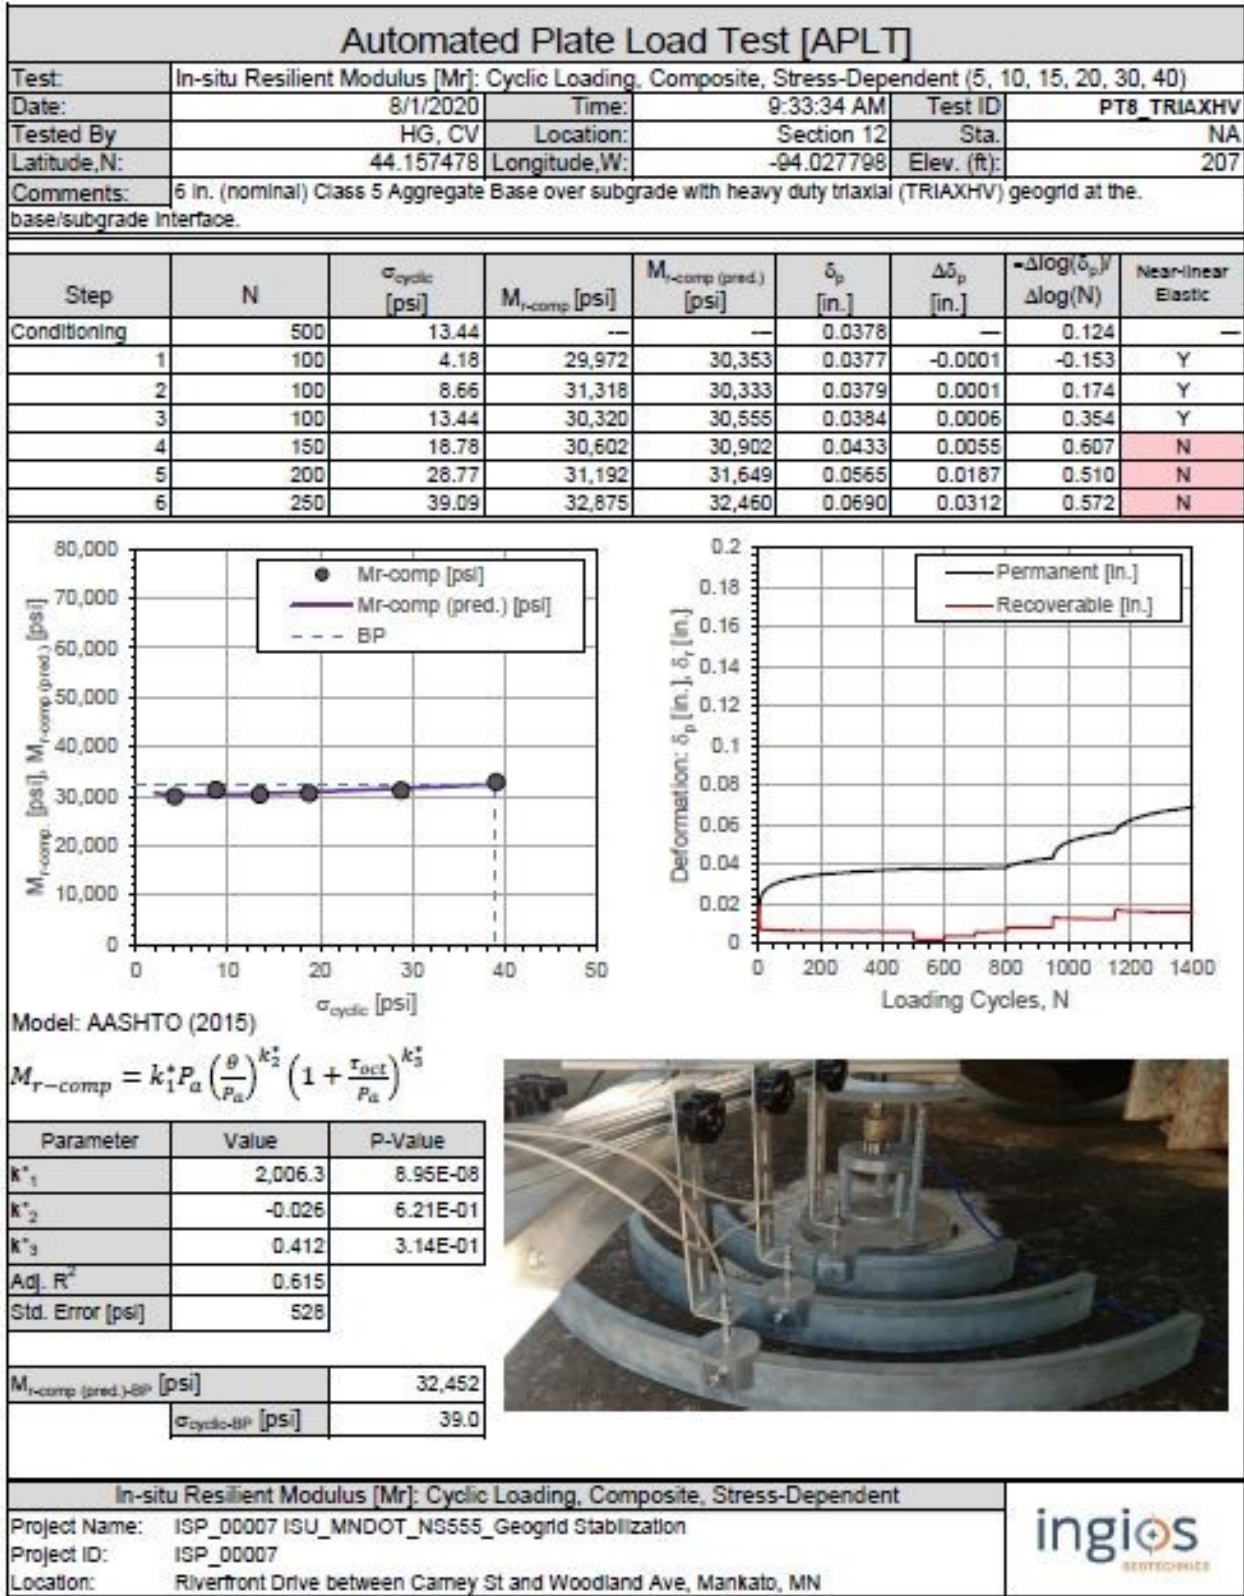 Automated Plate Load Test [APLT]
Test: In-situ Resilient Modulus [Mr]: Cyclic Loading, Composite, Stress-Dependent (5, 10, 15, 20, 30, 40)
Date: 8/1/2020 Time: 9:33:34 AM Test ID PT8_TRIAXHV
Tested By HG, CV Location: Section 12 Sta. NA
Latitude,N: 44.157478 Longitude,W: -94.027798 Elev. (ft): 207
Comments: 6 in. (nominal) Class 5 Aggregate Base over subgrade with heavy duty triaxial (TRIAXHV) geogrid at the.
base/subgrade interface.
Step N σcyclic [psi] Mr-comp [psi] Mr-comp (pred.) [psi] δp [in.] Δδp [in.] -Δlog(δp)/Δlog(N) Near-linear Elastic
Conditioning 500 13.44 --- --- 0.0378 — 0.124 —
1 100 4.18 29,972 30,353 0.0377 -0.0001 -0.153 Y
2 100 8.66 31,318 30,333 0.0379 0.0001 0.174 Y
3 100 13.44 30,320 30,555 0.0384 0.0006 0.354 Y
4 150 18.78 30,602 30,902 0.0433 0.0055 0.607 N
5 200 28.77 31,192 31,649 0.0565 0.0187 0.510 N
6 250 39.09 32,875 32,460 0.0690 0.0312 0.572 N
Mr-comp. [psi], Mr-comp (pred.) [psi]
80,000
70,000
60,000
50,000
40,000
30,000
20,000
10,000
0
Mr-comp [psi]
Mr-comp (pred.) [psi]
BP
0 10 20 30 40 50
σcyclic [psi]
Deformation: δp [in.], δr [in.]
0.2
0.18
0.16
0.14
0.12
0.1
0.08
0.06
0.04
0.02
0
Permanent [in.]
Recoverable [in.]
0 200 400 600 800 1000 1200 1400
Loading Cycles, N
Model: AASHTO (2015)
Mr−comp = k*1 Pa (θ/Pa)^k*2 (1 + τoct/Pa)^k*3
Parameter Value P-Value
k*1 2,006.3 8.95E-08
k*2 -0.026 6.21E-01
k*3 0.412 3.14E-01
Adj. R2 0.615
Std. Error [psi] 528
Mr-comp (pred.)-BP [psi] 32,452
σcyclic-BP [psi] 39.0
In-situ Resilient Modulus [Mr]: Cyclic Loading, Composite, Stress-Dependent
Project Name: ISP_00007 ISU_MNDOT_NS555_Geogrid Stabilization
Project ID: ISP_00007
Location: Riverfront Drive between Carney St and Woodland Ave, Mankato, MN
ingios
GEOTECHNICS